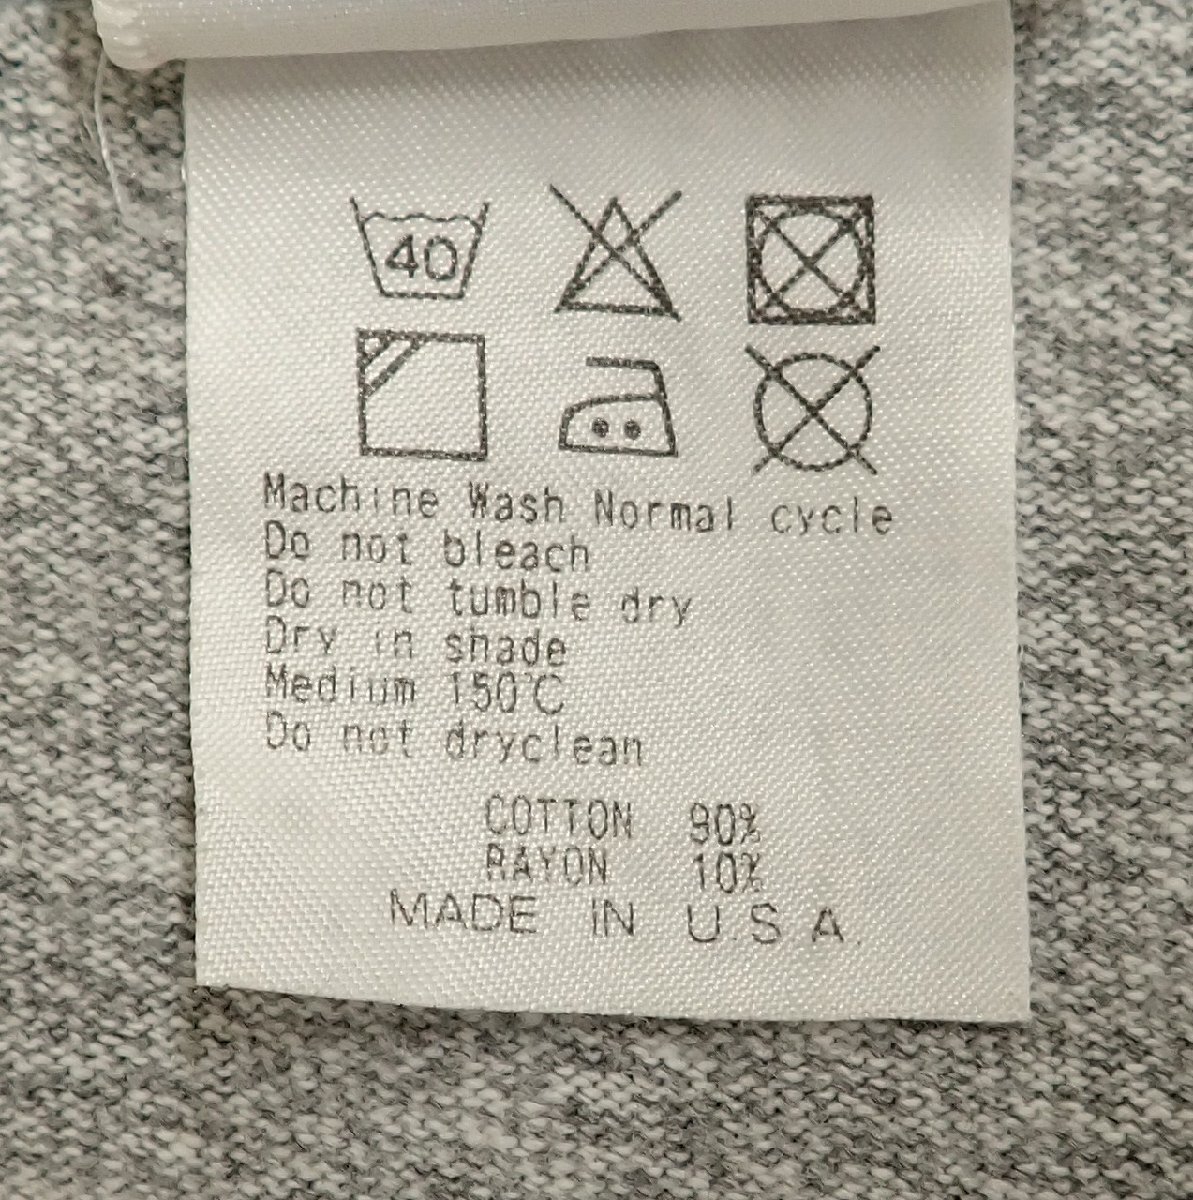 40
Machine Wash Normal cycle
Do not bleach
Do not tumble dry
Dry in shade
Medium 150℃
Do not dryclean
COTTON 90%
RAYON 10%
MADE IN U.S.A.